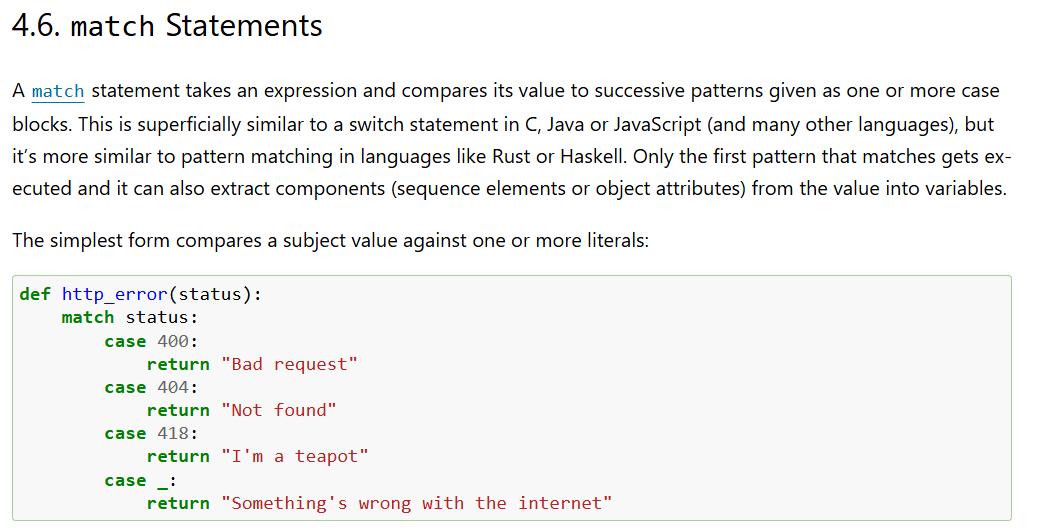 4.6. match Statements
A match statement takes an expression and compares its value to successive patterns given as one or more case
blocks. This is superficially similar to a switch statement in C, Java or JavaScript (and many other languages), but
it’s more similar to pattern matching in languages like Rust or Haskell. Only the first pattern that matches gets ex-
ecuted and it can also extract components (sequence elements or object attributes) from the value into variables.
The simplest form compares a subject value against one or more literals:
def http_error(status):
    match status:
        case 400:
            return "Bad request"
        case 404:
            return "Not found"
        case 418:
            return "I'm a teapot"
        case _:
            return "Something's wrong with the internet"